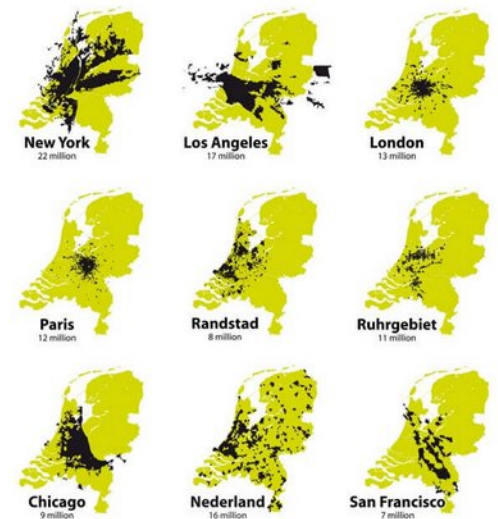 New York
22 million
Los Angeles
17 million
London
13 million
Paris
12 million
Randstad
8 million
Ruhrgebiet
11 million
Chicago
9 million
Nederland
16 million
San Francisco
7 million